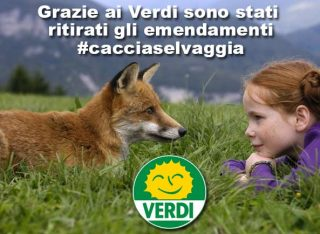 Grazie ai Verdi sono stati
ritirati gli emendamenti
#cacciaselvaggia
VERDI